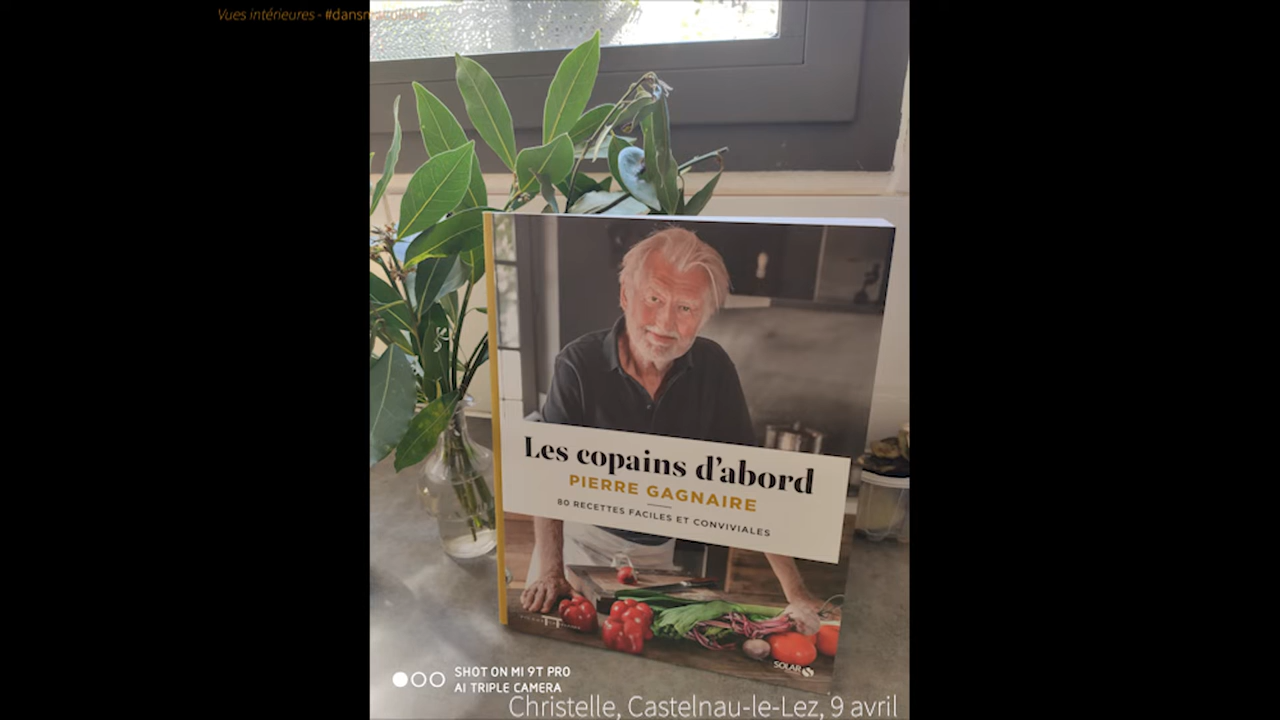 Vues intérieures - #dansmacuisine
Les copains d'abord
PIERRE GAGNAIRE
80 RECETTES FACILES ET CONVIVIALES
SOLAR
SHOT ON MI 9T PRO
AI TRIPLE CAMERA
Christelle, Castelnau-le-Lez, 9 avril